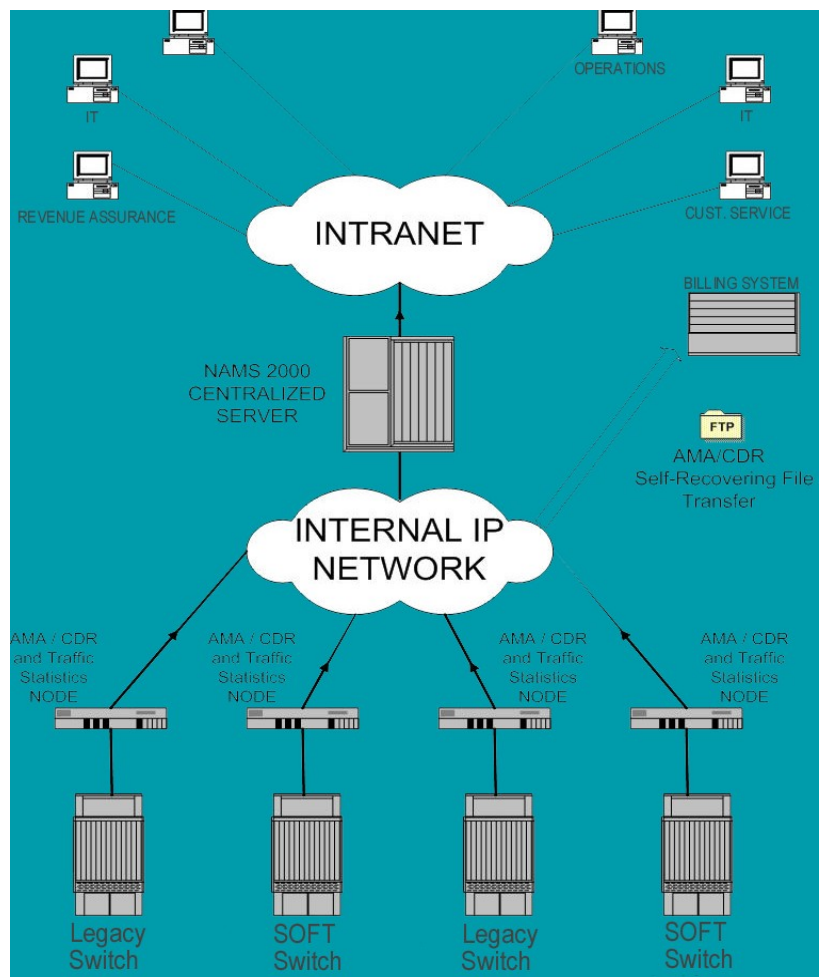 OPERATIONS
IT
IT
REVENUE ASSURANCE
CUST. SERVICE
INTRANET
BILLING SYSTEM
NAMS 2000
CENTRALIZED
SERVER
FTP
AMA/CDR
Self-Recovering File
Transfer
INTERNAL IP
NETWORK
AMA / CDR
and Traffic
Statistics
NODE
AMA / CDR
and Traffic
Statistics
NODE
AMA / CDR
and Traffic
Statistics
NODE
AMA / CDR
and Traffic
Statistics
NODE
Legacy
Switch
SOFT
Switch
Legacy
Switch
SOFT
Switch